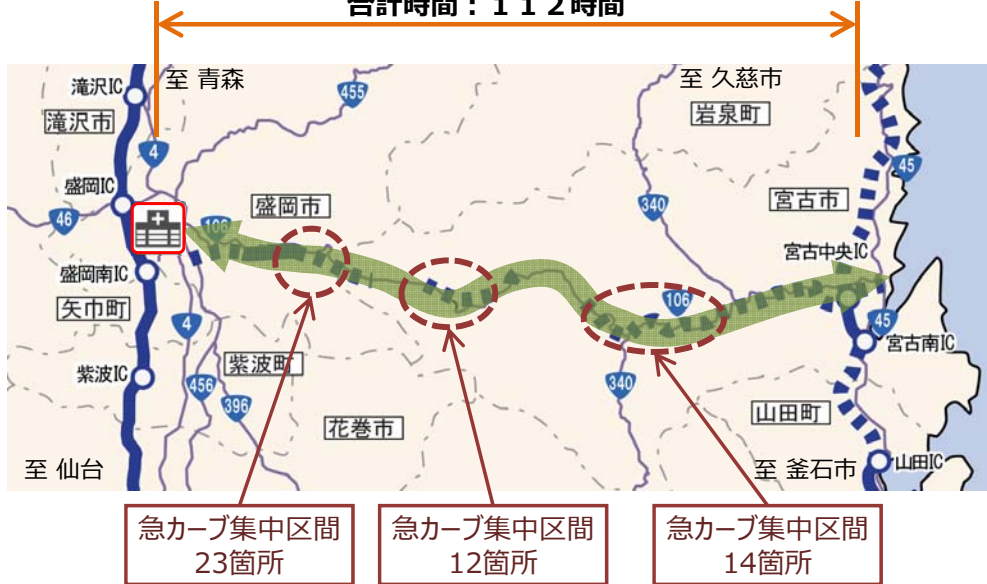 合計時間：１１２時間
至 青森
至 久慈市
滝沢IC
455
岩泉町
滝沢市
4
45
盛岡IC
盛岡市
340
宮古市
46
106
宮古中央IC
盛岡南IC
106
矢巾町
4
45
宮古南IC
紫波IC
紫波町
456
340
396
山田町
花巻市
至 仙台
至 釜石市
山田IC
急カーブ集中区間
23箇所
急カーブ集中区間
12箇所
急カーブ集中区間
14箇所